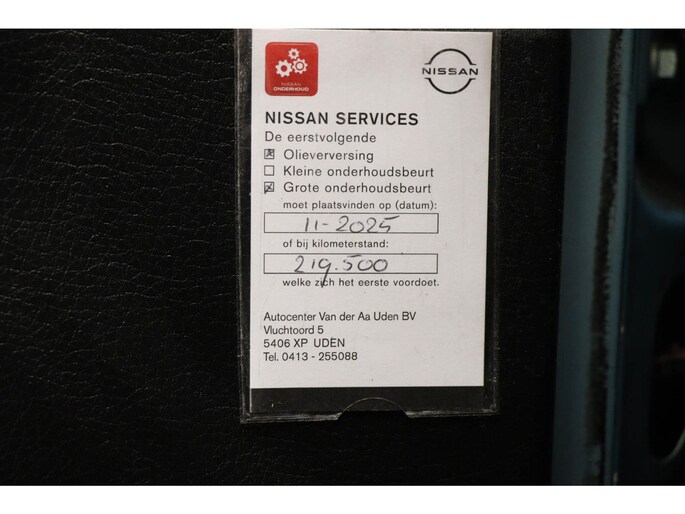 NISSAN
ONDERHOUD
NISSAN
NISSAN SERVICES
De eerstvolgende
Olieverversing
Kleine onderhoudsbeurt
Grote onderhoudsbeurt
moet plaatsvinden op (datum):
11-2025
of bij kilometerstand:
219.500
welke zich het eerste voordoet.
Autocenter Van der Aa Uden BV
Vluchtoord 5
5406 XP UDEN
Tel. 0413 - 255088